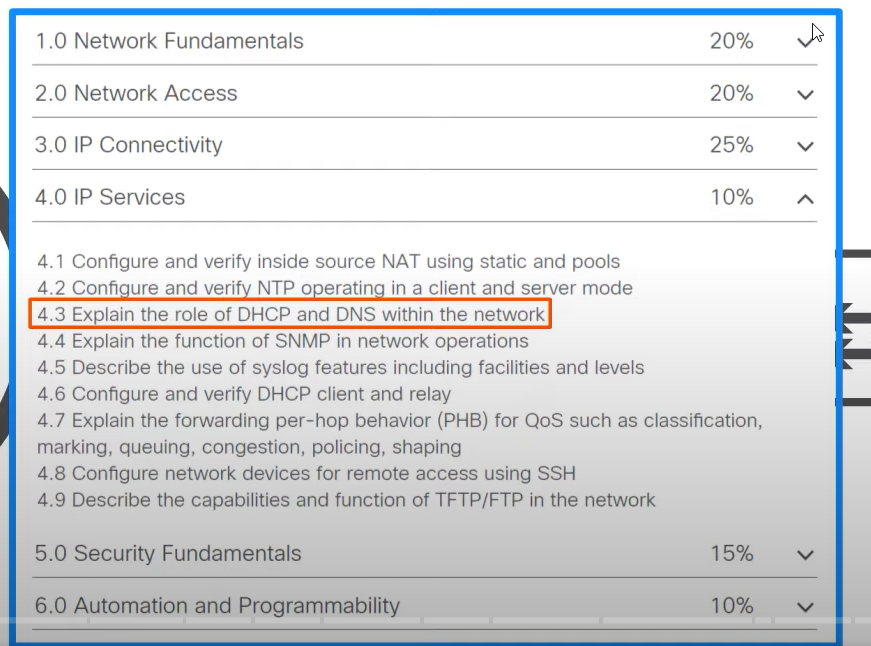 1.0 Network Fundamentals 20%
2.0 Network Access 20%
3.0 IP Connectivity 25%
4.0 IP Services 10%
4.1 Configure and verify inside source NAT using static and pools
4.2 Configure and verify NTP operating in a client and server mode
4.3 Explain the role of DHCP and DNS within the network
4.4 Explain the function of SNMP in network operations
4.5 Describe the use of syslog features including facilities and levels
4.6 Configure and verify DHCP client and relay
4.7 Explain the forwarding per-hop behavior (PHB) for QoS such as classification,
marking, queuing, congestion, policing, shaping
4.8 Configure network devices for remote access using SSH
4.9 Describe the capabilities and function of TFTP/FTP in the network
5.0 Security Fundamentals 15%
6.0 Automation and Programmability 10%